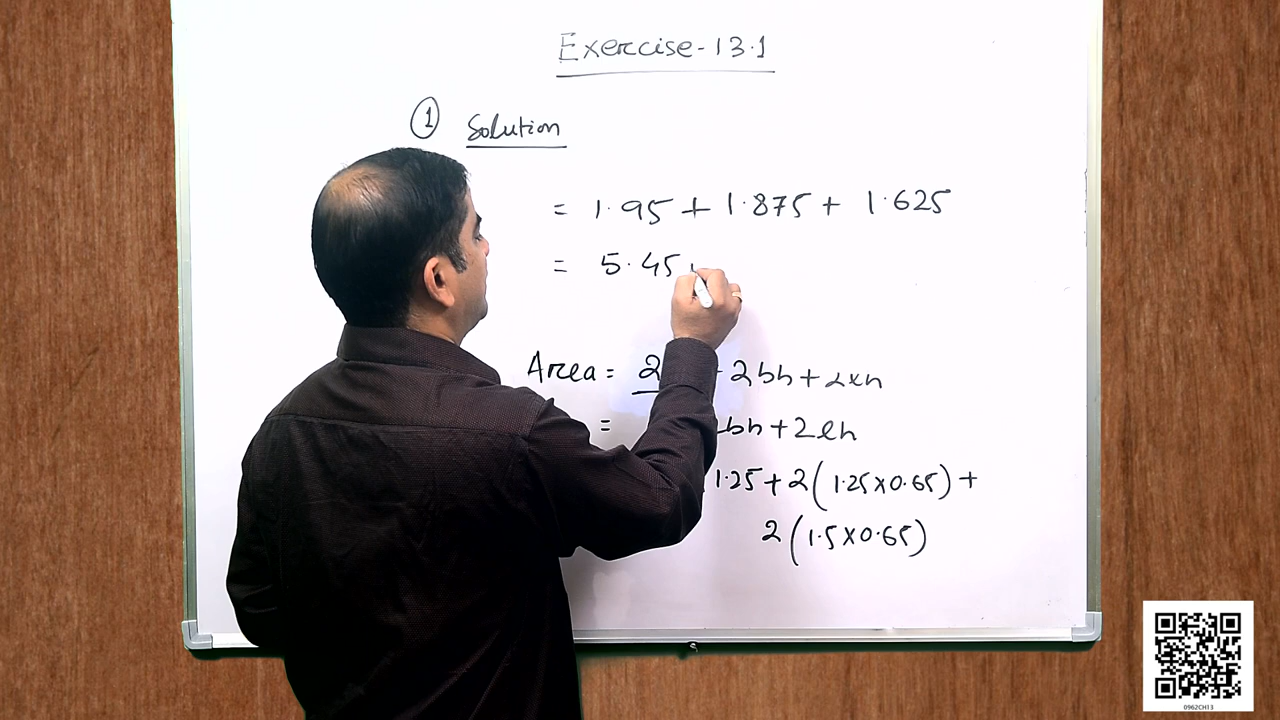 Exercise-13.1
1 Solution
= 1.95 + 1.875 + 1.625
= 5.45
Area = 2 2bh +
= bh + 2lh
1.25 + 2(1.25×0.65) +
2(1.5×0.65)
0962CH13